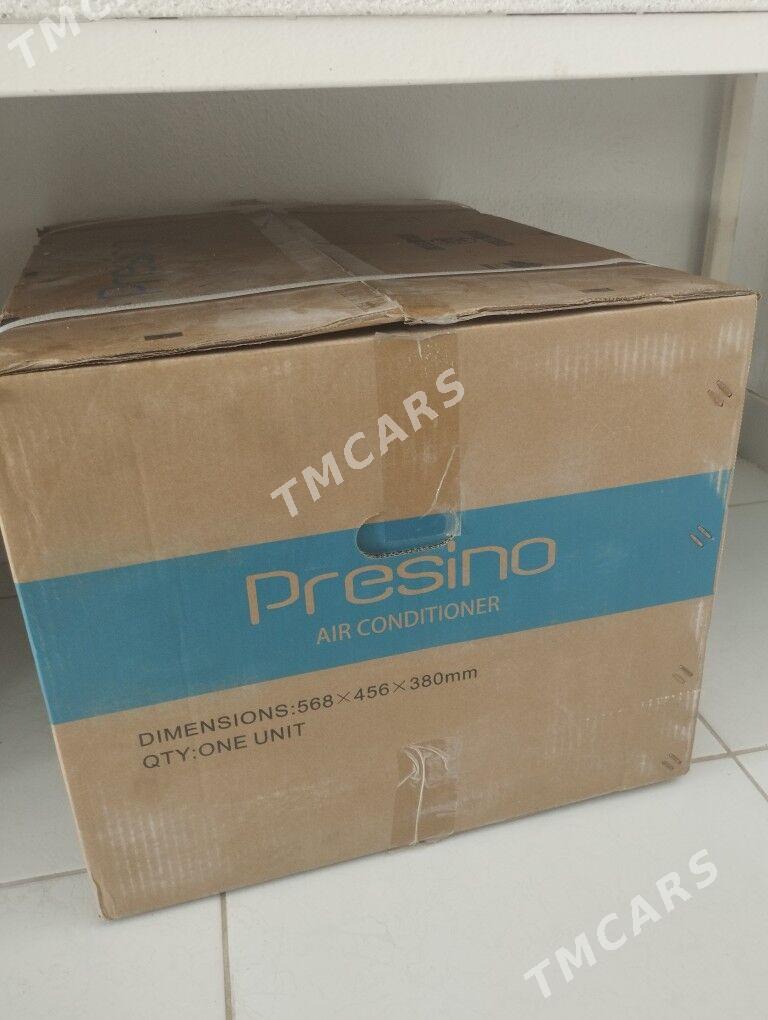 TMCARS
TMCARS
Presino
AIR CONDITIONER
DIMENSIONS:568×456×380mm
QTY:ONE UNIT
TMCARS